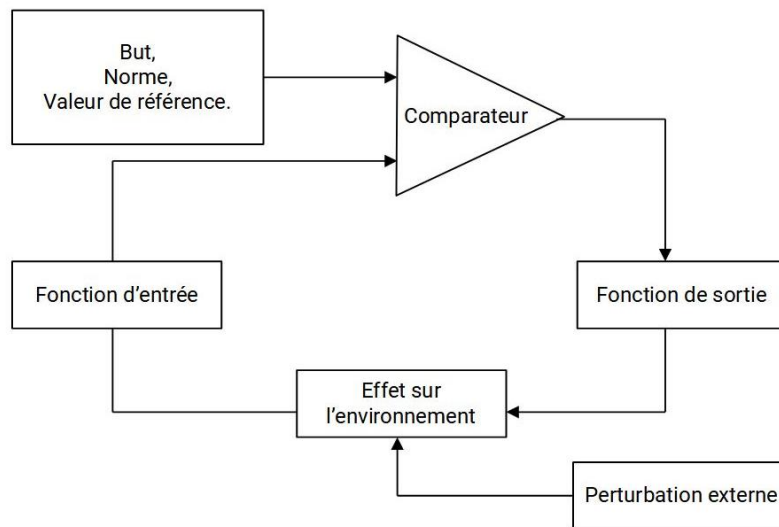 But,
Norme,
Valeur de référence.
Comparateur
Fonction d'entrée
Fonction de sortie
Effet sur
l'environnement
Perturbation externe